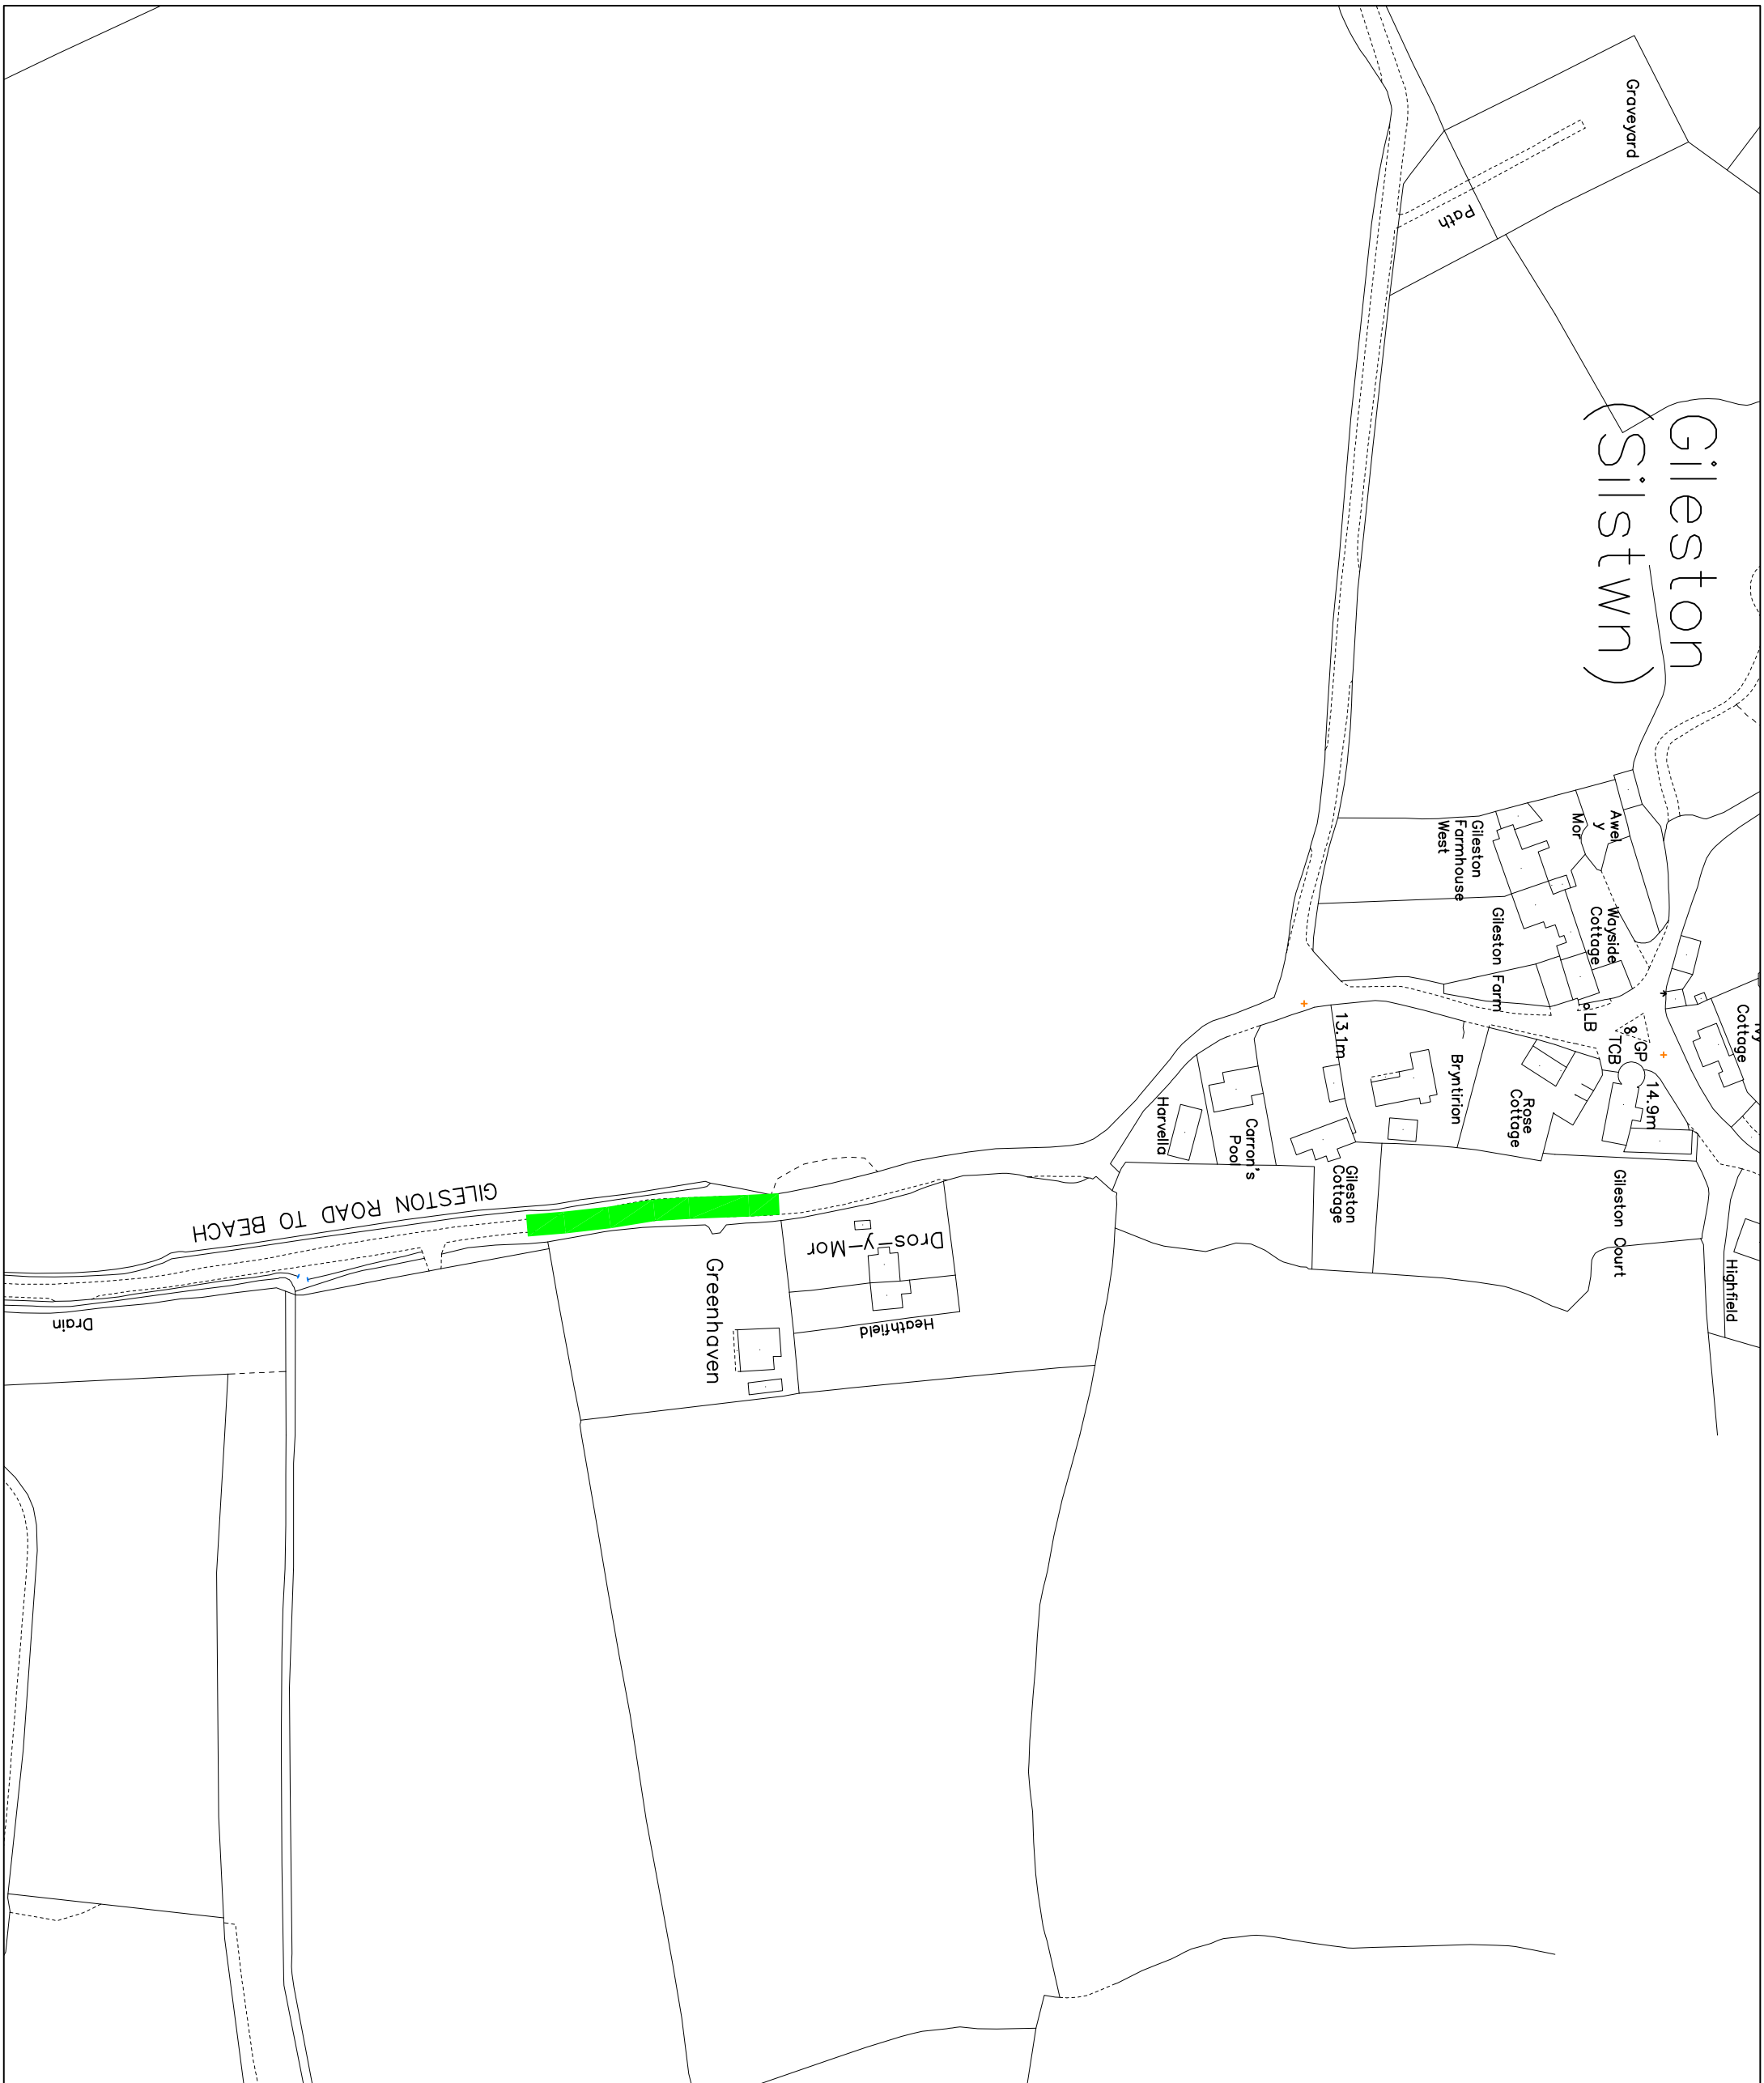 Graveyard
Path
Gileston
(Silstwn)
Awel
y
Mor
Gileston
Farmhouse
West
Wayside
Cottage
Gileston Farm
LB
GP
&
TCB
14.9m
Cottage
13.1m
Bryntirion
Rose
Cottage
Harvella
Carron's
Pool
Gileston
Cottage
Gileston Court
Highfield
GILESTON ROAD TO BEACH
Dros-y-Mor
Heathfield
Greenhaven
Drain